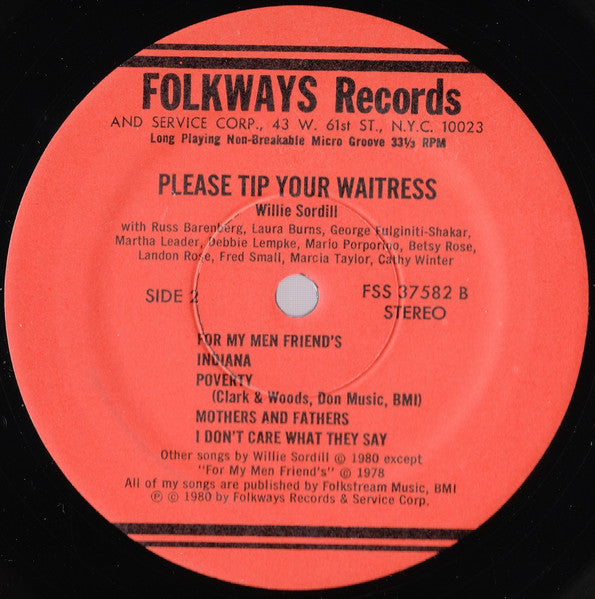 FOLKWAYS Records
AND SERVICE CORP., 43 W. 61st ST., N.Y.C. 10023
Long Playing Non-Breakable Micro Groove 33⅓ RPM
PLEASE TIP YOUR WAITRESS
Willie Sordill
with Russ Barenberg, Laura Burns, George Fulginiti-Shakar,
Martha Leader, Debbie Lempke, Mario Porporino, Betsy Rose,
Landon Rose, Fred Small, Marcia Taylor, Cathy Winter
SIDE 2
FSS 37582 B
STEREO
FOR MY MEN FRIEND'S
INDIANA
POVERTY
(Clark & Woods, Don Music, BMI)
MOTHERS AND FATHERS
I DON'T CARE WHAT THEY SAY
Other songs by Willie Sordill © 1980 except
"For My Men Friend's" © 1978
All of my songs are published by Folkstream Music, BMI
℗ © 1980 by Folkways Records & Service Corp.